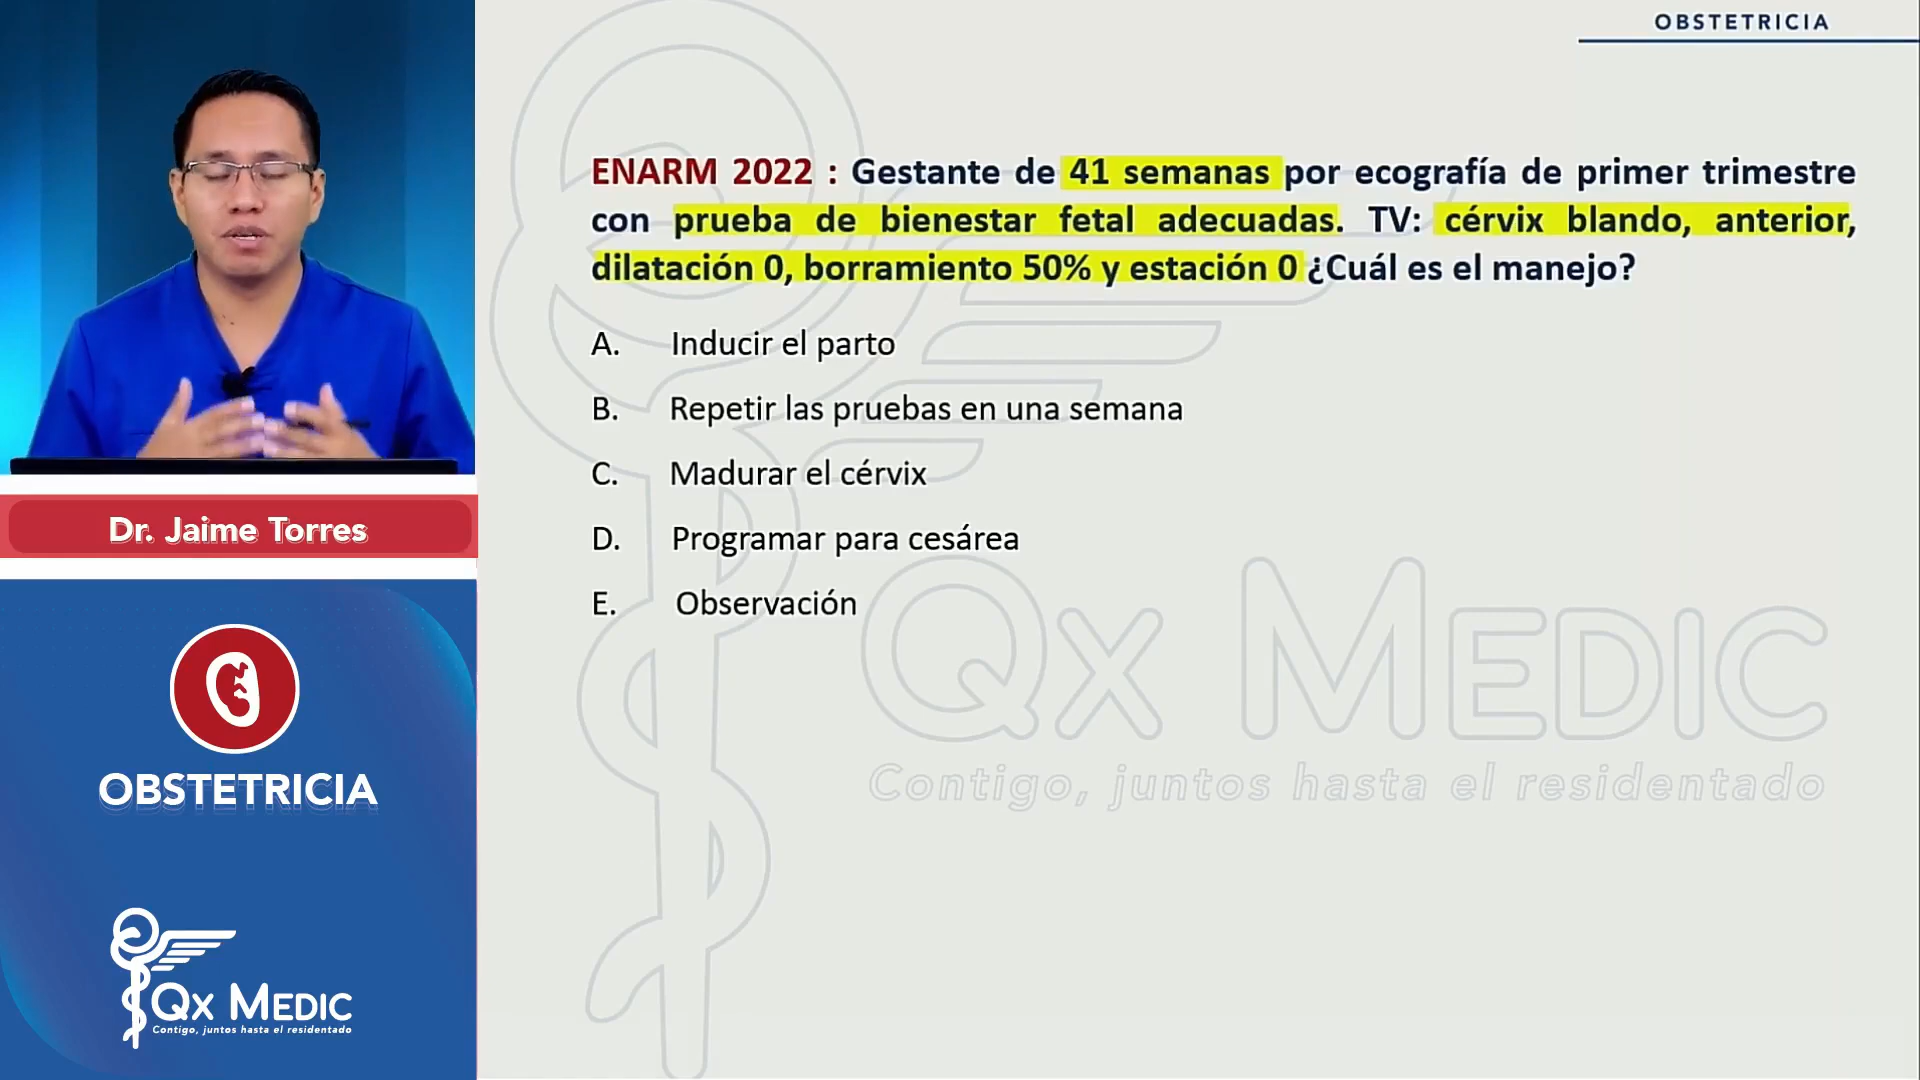 OBSTETRICIA
ENARM 2022 : Gestante de 41 semanas por ecografía de primer trimestre
con prueba de bienestar fetal adecuadas. TV: cérvix blando, anterior,
dilatación 0, borramiento 50% y estación 0 ¿Cuál es el manejo?
A. Inducir el parto
B. Repetir las pruebas en una semana
C. Madurar el cérvix
D. Programar para cesárea
E. Observación
Dr. Jaime Torres
OBSTETRICIA
QX MEDIC
Contigo, juntos hasta el residentado
QX MEDIC
Contigo, juntos hasta el residentado